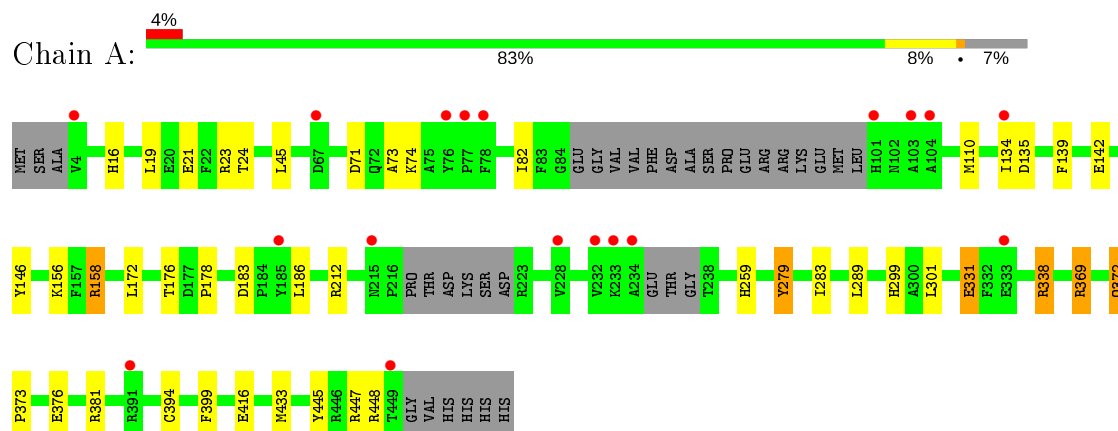 4%
Chain A:
83% 8% • 7%
MET SER ALA V4 H16 L19 E20 E21 F22 R23 T24 L45 D67 D71 Q72 A73 K74 A75 Y76 P77 F78 I82 F83 G84 GLU GLY VAL VAL PHE ASP ALA SER PRO GLU ARG ARG LYS GLU MET LEU H101 N102 A103 A104 M110 I134 D135 F139 E142
Y146 K156 F157 R158 L172 T176 D177 P178 D183 P184 Y185 L186 R212 N215 P216 PRO THR ASP LYS SER ASP R223 V228 V232 K233 A234 GLU THR GLY T238 H259 Y279 I283 L289 H299 A300 L301 E331 F332 E333 R338 R369 Q372
P373 E376 R381 R391 C394 F399 E416 M433 Y445 R446 R447 R448 T449 GLY VAL HIS HIS HIS HIS